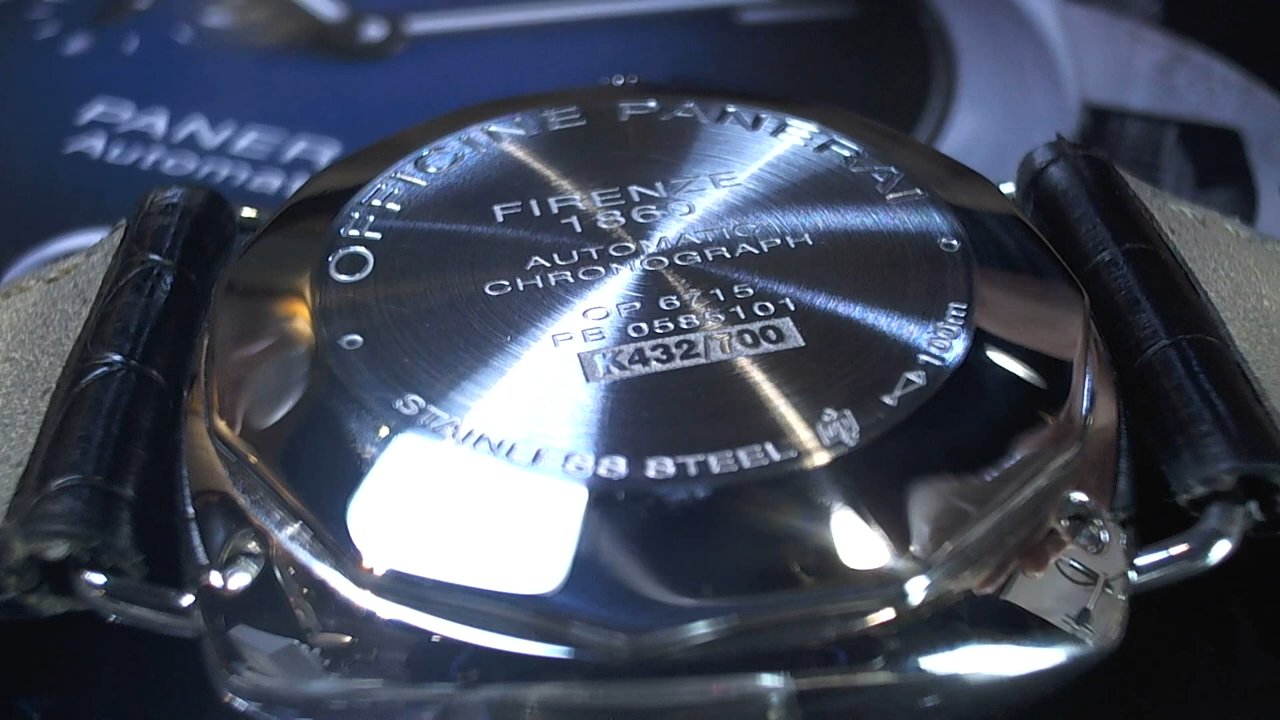 PANER
Automa
OFFICINE PANERAI
FIRENZE
1860
AUTOMATIC
CHRONOGRAPH
OP 6715
PB 0585101
K432/700
100m
STAINLESS STEEL